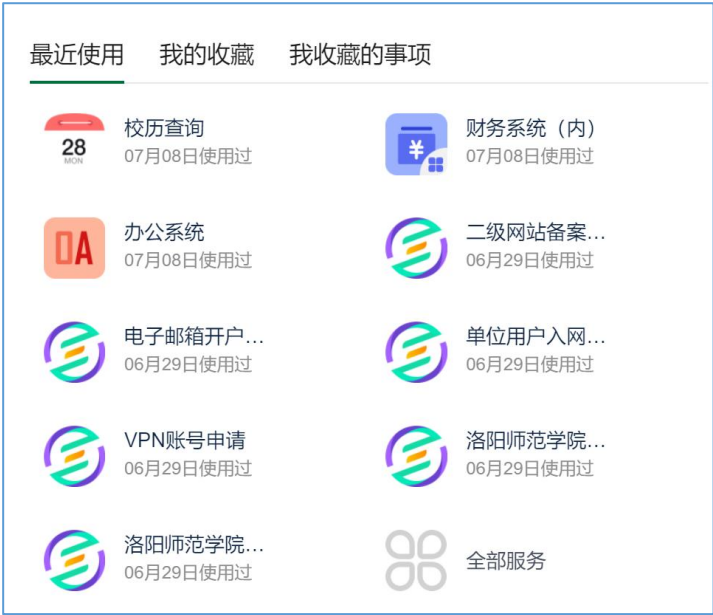 最近使用 我的收藏 我收藏的事项
28
MON
校历查询
07月08日使用过
¥
财务系统（内）
07月08日使用过
OA
办公系统
07月08日使用过
二级网站备案...
06月29日使用过
电子邮箱开户...
06月29日使用过
单位用户入网...
06月29日使用过
VPN账号申请
06月29日使用过
洛阳师范学院...
06月29日使用过
洛阳师范学院...
06月29日使用过
全部服务